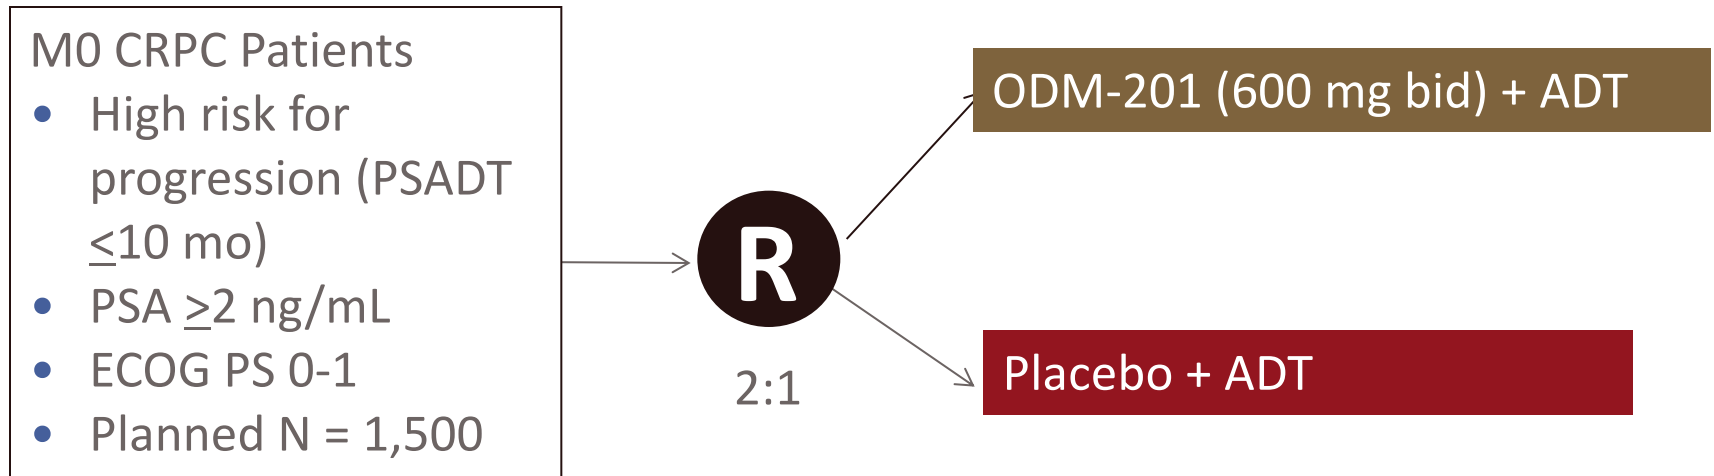 M0 CRPC Patients
• High risk for
progression (PSADT
≤10 mo)
• PSA ≥2 ng/mL
• ECOG PS 0-1
• Planned N = 1,500
R
2:1
ODM-201 (600 mg bid) + ADT
Placebo + ADT